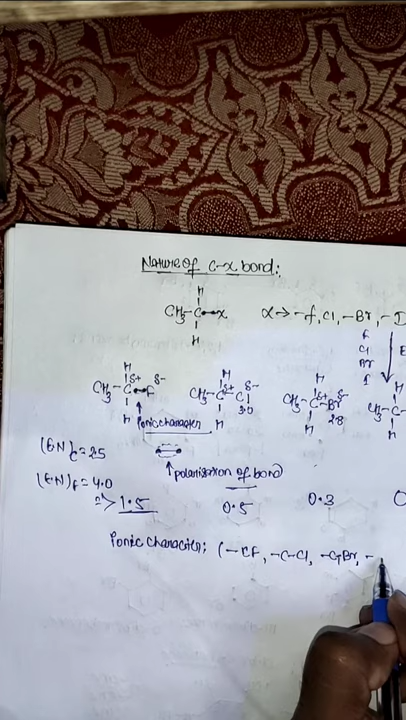 Nature of C-X bond:
H
CH3-C-X X→ -F, Cl, -Br, -I
H
F
Cl
Br
I
H H H H
CH3-C-F CH3-C-Cl CH3-C-Br CH3-C-
δ+ δ- δ+ δ- δ+ δ-
3.0 2.8
H H H
Ionic character
(EN)C=2.5
↑polarisation of bond
(EN)F=4.0
=> 1.5 0.5 0.3 0
Ionic character: (-CF, -C-Cl, -C-Br, -